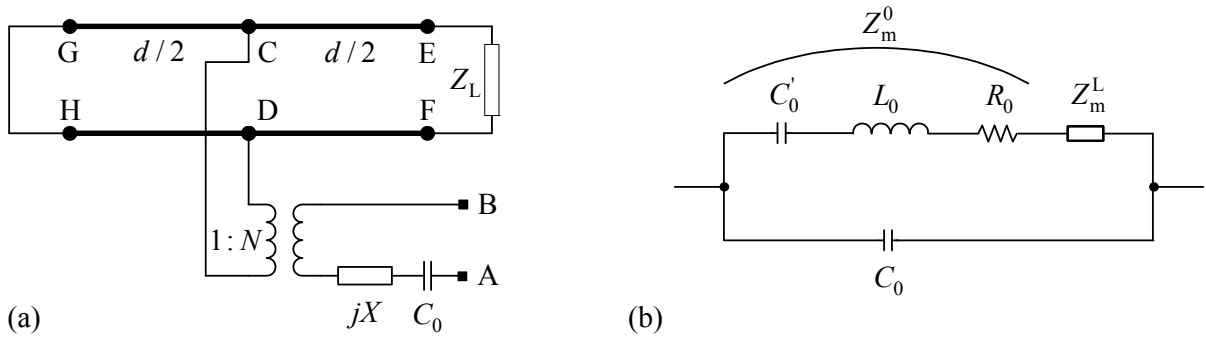 G
d / 2
C
d / 2
E
Z_L
H
D
F
1 : N
B
A
jX
C_0
(a)
Z_m^0
C_0^'
L_0
R_0
Z_m^L
C_0
(b)